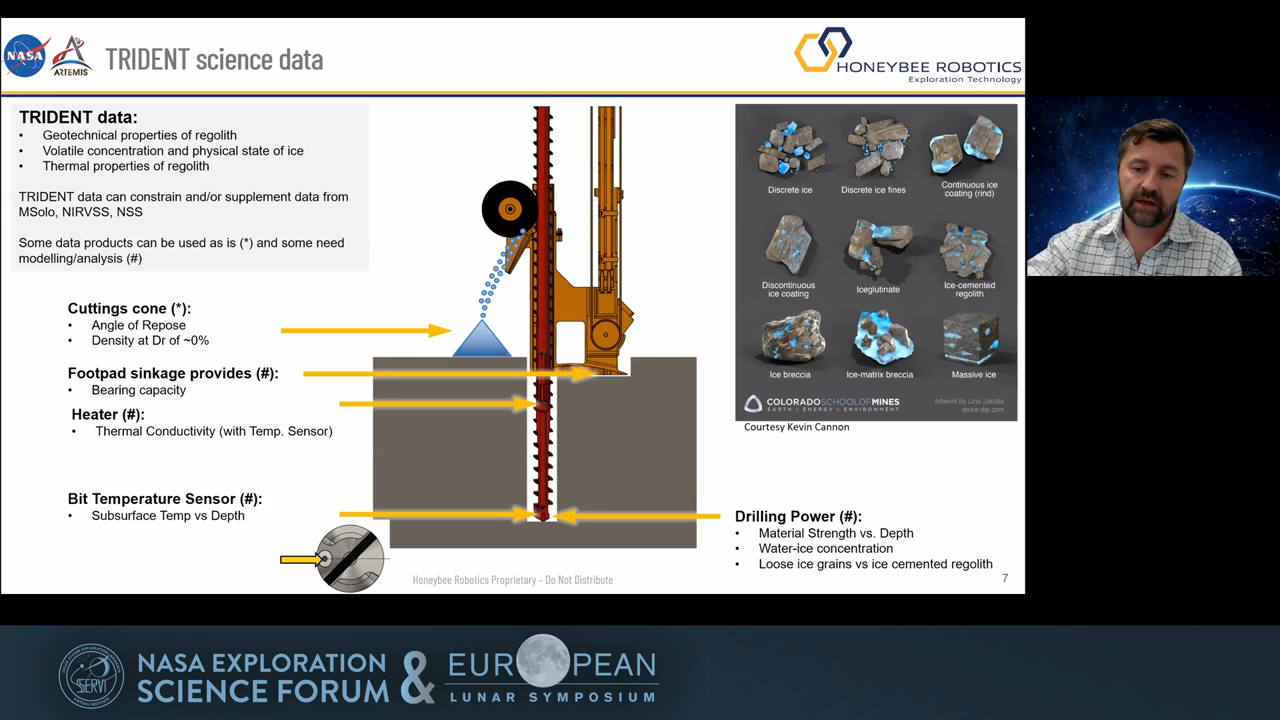 NASA
ARTEMIS
TRIDENT science data
HONEYBEE ROBOTICS
Exploration Technology
TRIDENT data:
• Geotechnical properties of regolith
• Volatile concentration and physical state of ice
• Thermal properties of regolith
TRIDENT data can constrain and/or supplement data from
MSolo, NIRVSS, NSS
Some data products can be used as is (*) and some need
modelling/analysis (#)
Cuttings cone (*):
• Angle of Repose
• Density at Dr of ~0%
Footpad sinkage provides (#):
• Bearing capacity
Heater (#):
• Thermal Conductivity (with Temp. Sensor)
Bit Temperature Sensor (#):
• Subsurface Temp vs Depth
Discrete ice
Discrete ice fines
Continuous ice
coating (rind)
Discontinuous
ice coating
Iceglutinate
Ice-cemented
regolith
Ice breccia
Ice-matrix breccia
Massive ice
COLORADOSCHOOLOFMINES
EARTH • ENERGY • ENVIRONMENT
Artwork by Lina Jakaite
strike-dip.com
Courtesy Kevin Cannon
Drilling Power (#):
• Material Strength vs. Depth
• Water-ice concentration
• Loose ice grains vs ice cemented regolith
Honeybee Robotics Proprietary – Do Not Distribute
7
SERVI
NASA EXPLORATION
SCIENCE FORUM
&
EUROPEAN
LUNAR SYMPOSIUM